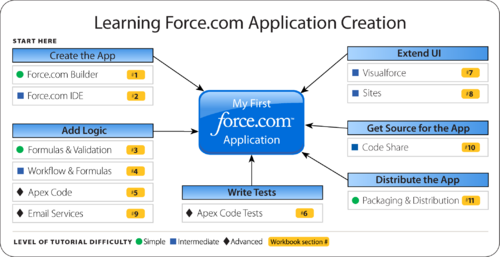 Learning Force.com Application Creation
START HERE
Create the App
Force.com Builder #1
Force.com IDE #2
Add Logic
Formulas & Validation #3
Workflow & Formulas #4
Apex Code #5
Email Services #9
My First
force.com™
Application
Write Tests
Apex Code Tests #6
Extend UI
Visualforce #7
Sites #8
Get Source for the App
Code Share #10
Distribute the App
Packaging & Distribution #11
LEVEL OF TUTORIAL DIFFICULTY Simple Intermediate Advanced Workbook section #